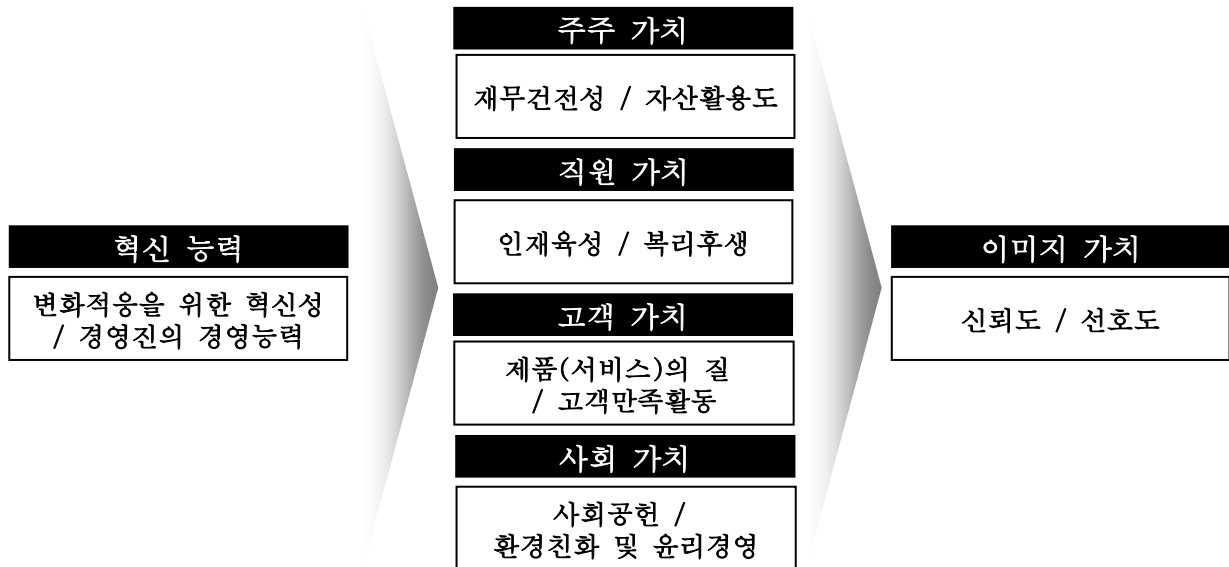 혁신 능력
변화적응을 위한 혁신성
/ 경영진의 경영능력
주주 가치
재무건전성 / 자산활용도
직원 가치
인재육성 / 복리후생
고객 가치
제품(서비스)의 질
/ 고객만족활동
사회 가치
사회공헌 /
환경친화 및 윤리경영
이미지 가치
신뢰도 / 선호도